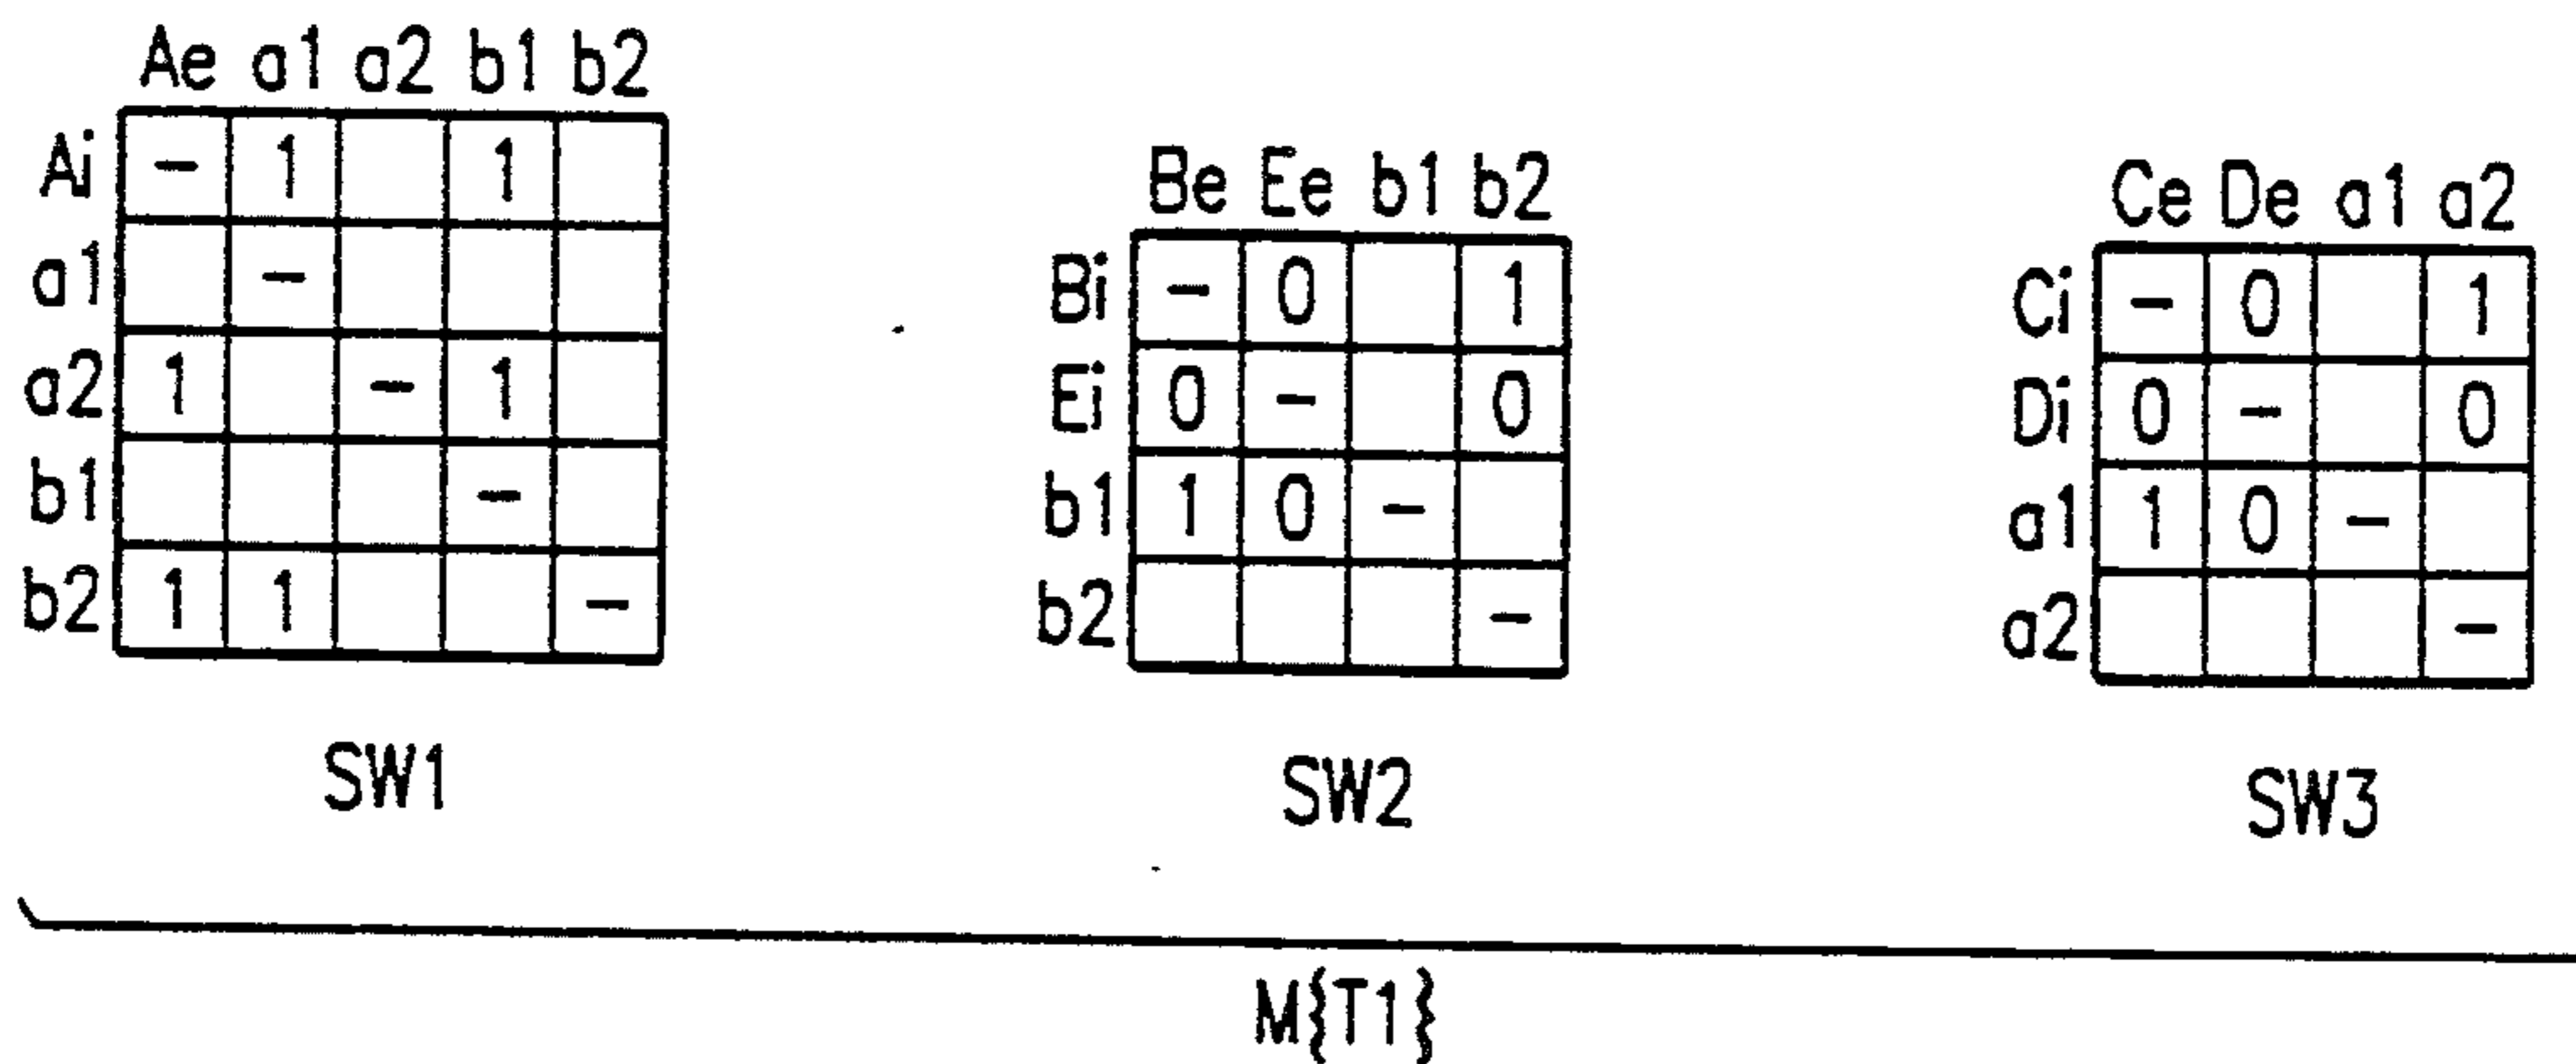 Ae a1 a2 b1 b2
Ai - 1 1
a1 -
a2 1 - 1
b1 -
b2 1 1 -
SW1
Be Ee b1 b2
Bi - 0 1
Ei 0 - 0
b1 1 0 -
b2 -
SW2
Ce De a1 a2
Ci - 0 1
Di 0 - 0
a1 1 0 -
a2 -
SW3
M{T1}